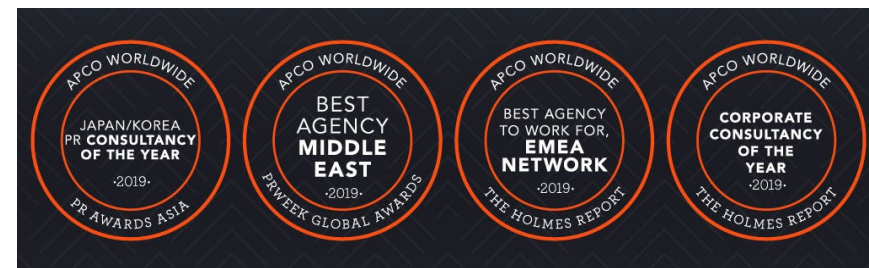 APCO WORLDWIDE
JAPAN/KOREA
PR CONSULTANCY
OF THE YEAR
·2019·
PR AWARDS ASIA
APCO WORLDWIDE
BEST
AGENCY
MIDDLE
EAST
·2019·
PRWEEK GLOBAL AWARDS
APCO WORLDWIDE
BEST AGENCY
TO WORK FOR,
EMEA
NETWORK
·2019·
THE HOLMES REPORT
APCO WORLDWIDE
CORPORATE
CONSULTANCY
OF THE
YEAR
·2019·
THE HOLMES REPORT